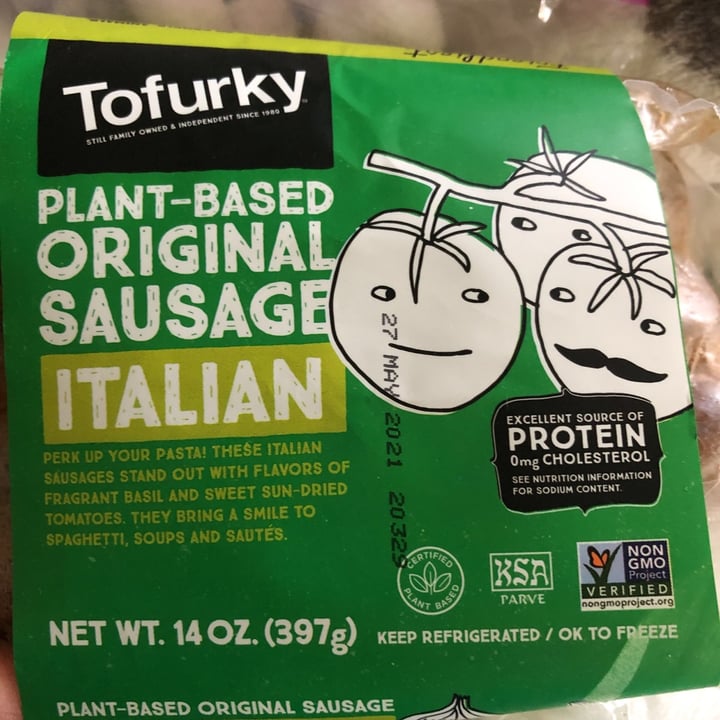 Tofurky
STILL FAMILY OWNED & INDEPENDENT SINCE 1980
PLANT-BASED
ORIGINAL
SAUSAGE
ITALIAN
PERK UP YOUR PASTA! THESE ITALIAN
SAUSAGES STAND OUT WITH FLAVORS OF
FRAGRANT BASIL AND SWEET SUN-DRIED
TOMATOES. THEY BRING A SMILE TO
SPAGHETTI, SOUPS AND SAUTÉS.
27 MAY 2021 20329
EXCELLENT SOURCE OF
PROTEIN
0mg CHOLESTEROL
SEE NUTRITION INFORMATION
FOR SODIUM CONTENT.
CERTIFIED
PLANT BASED
KSA
PARVE
NON
GMO
Project
VERIFIED
nongmoproject.org
NET WT. 14 OZ. (397g)
KEEP REFRIGERATED / OK TO FREEZE
PLANT-BASED ORIGINAL SAUSAGE